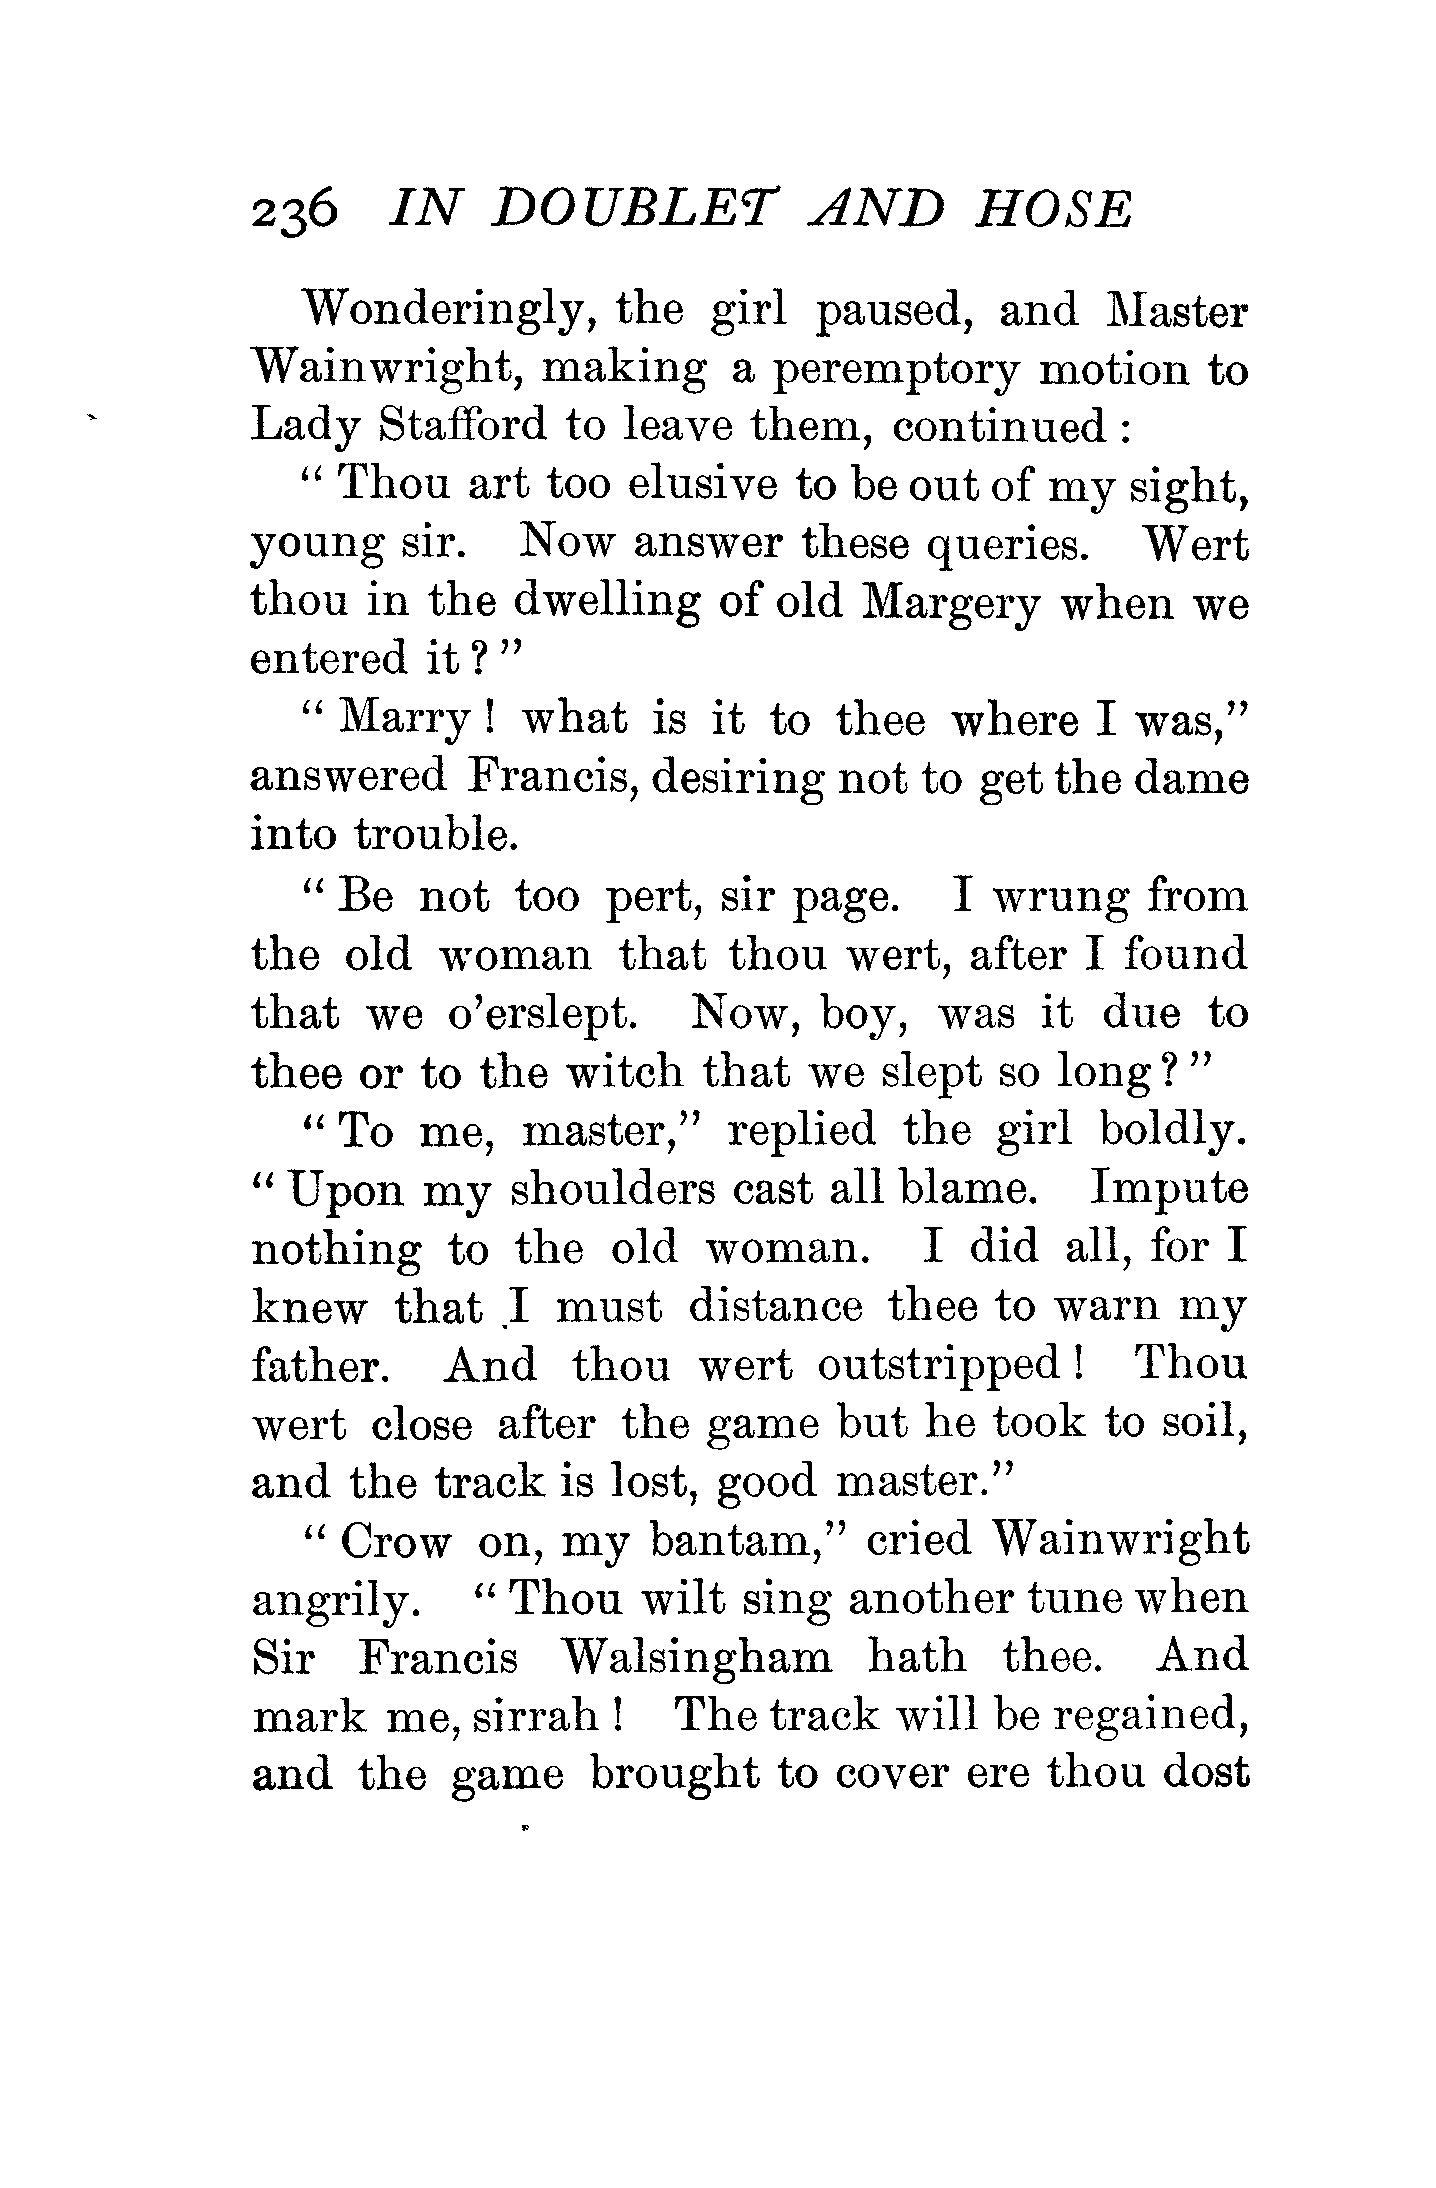 236 IN DOUBLET AND HOSE
Wonderingly, the girl paused, and Master
Wainwright, making a peremptory motion to
Lady Stafford to leave them, continued :
“ Thou art too elusive to be out of my sight,
young sir. Now answer these queries. Wert
thou in the dwelling of old Margery when we
entered it ? ”
“ Marry ! what is it to thee where I was,”
answered Francis, desiring not to get the dame
into trouble.
“ Be not too pert, sir page. I wrung from
the old woman that thou wert, after I found
that we o’erslept. Now, boy, was it due to
thee or to the witch that we slept so long ? ”
“ To me, master,” replied the girl boldly.
“ Upon my shoulders cast all blame. Impute
nothing to the old woman. I did all, for I
knew that I must distance thee to warn my
father. And thou wert outstripped ! Thou
wert close after the game but he took to soil,
and the track is lost, good master.”
“ Crow on, my bantam,” cried Wainwright
angrily. “ Thou wilt sing another tune when
Sir Francis Walsingham hath thee. And
mark me, sirrah ! The track will be regained,
and the game brought to cover ere thou dost